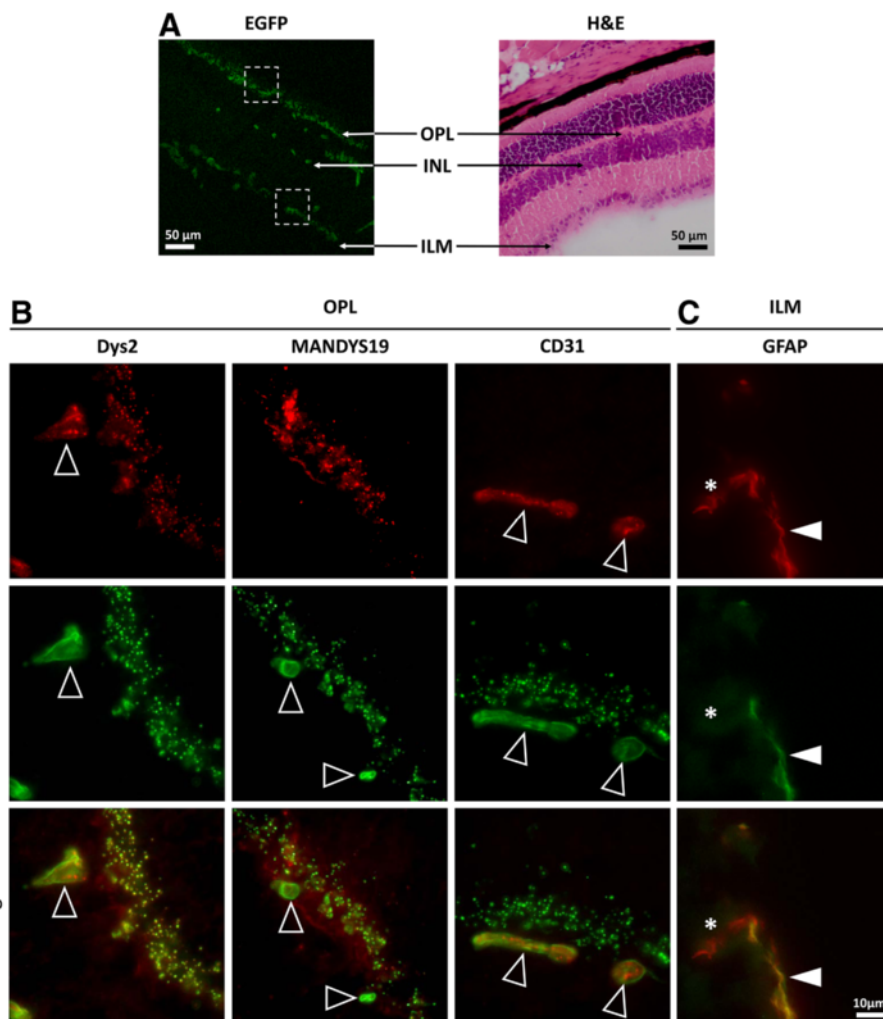 A
EGFP
H&E
OPL
INL
ILM
50 µm
50 µm
B
OPL
C
ILM
Dys2
MANDYS19
CD31
GFAP
*
*
*
10µm